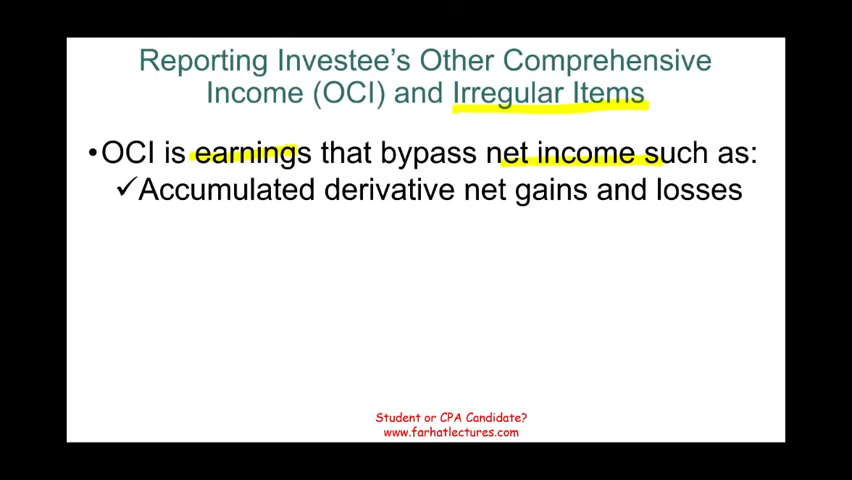 Reporting Investee's Other Comprehensive
Income (OCI) and Irregular Items
•OCI is earnings that bypass net income such as:
✓Accumulated derivative net gains and losses
Student or CPA Candidate?
www.farhatlectures.com